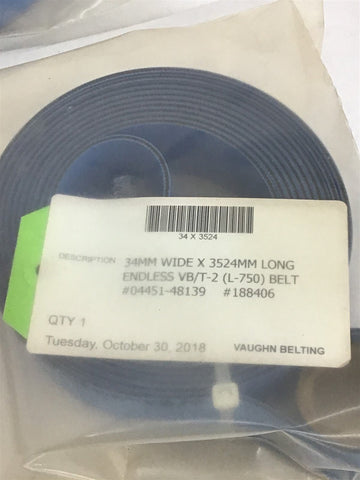 34 X 3524
DESCRIPTION 34MM WIDE X 3524MM LONG
ENDLESS VB/T-2 (L-750) BELT
#04451-48139 #188406
QTY 1
Tuesday, October 30, 2018 VAUGHN BELTING